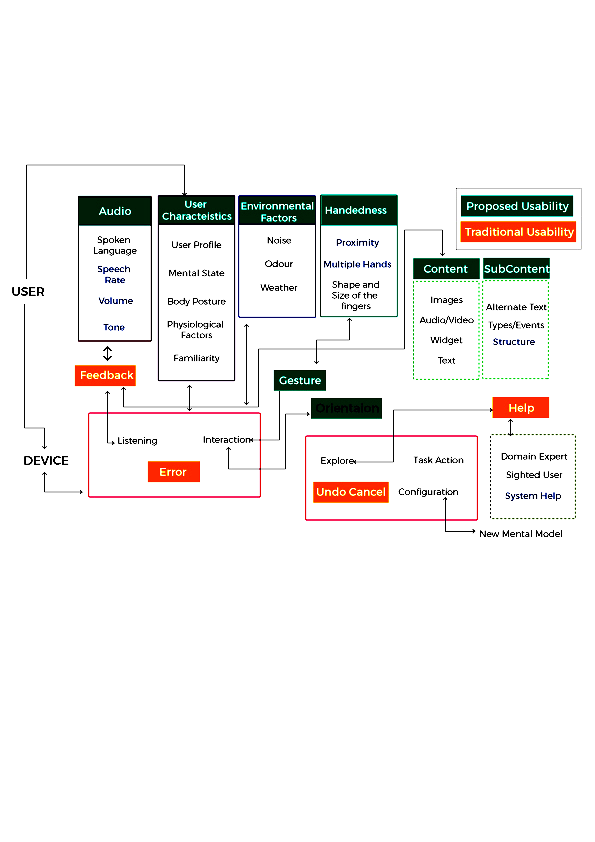 Proposed Usability
Traditional Usability
USER
DEVICE
Audio
Spoken
Language
Speech
Rate
Volume
Tone
Feedback
User
Characteistics
User Profile
Mental State
Body Posture
Physiological
Factors
Familiarity
Environmental
Factors
Noise
Odour
Weather
Handedness
Proximity
Multiple Hands
Shape and
Size of the
fingers
Content
Images
Audio/Video
Widget
Text
SubContent
Alternate Text
Types/Events
Structure
Gesture
Orientaion
Listening
Interaction
Error
Explore
Task Action
Undo Cancel
Configuration
Help
Domain Expert
Sighted User
System Help
New Mental Model